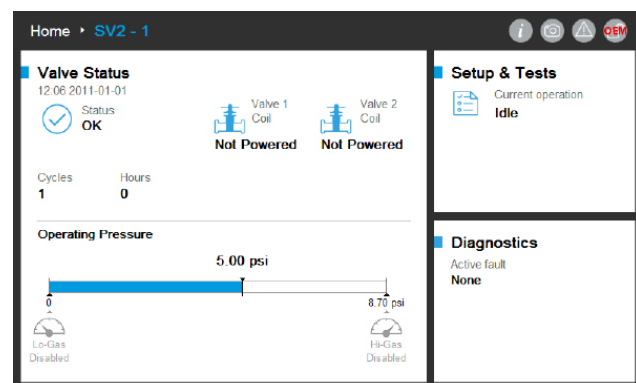 Home ‣ SV2 - 1
i
OEM
Valve Status
12:06 2011-01-01
Status
OK
Valve 1
Coil
Not Powered
Valve 2
Coil
Not Powered
Cycles
1
Hours
0
Operating Pressure
5.00 psi
0
8.70 psi
Lo-Gas
Disabled
Hi-Gas
Disabled
Setup & Tests
Current operation
Idle
Diagnostics
Active fault
None